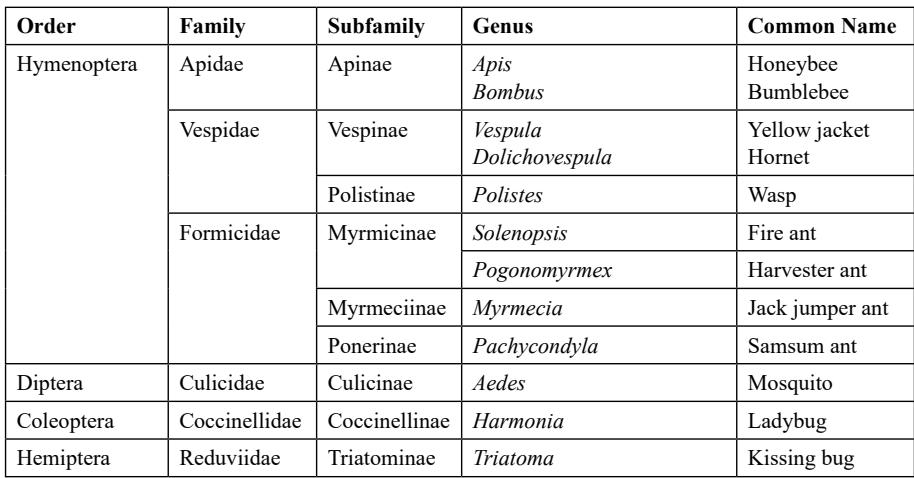 Order Family Subfamily Genus Common Name
Hymenoptera Apidae Apinae Apis Honeybee
Bombus Bumblebee
Vespidae Vespinae Vespula Yellow jacket
Dolichovespula Hornet
Polistinae Polistes Wasp
Formicidae Myrmicinae Solenopsis Fire ant
Pogonomyrmex Harvester ant
Myrmeciinae Myrmecia Jack jumper ant
Ponerinae Pachycondyla Samsum ant
Diptera Culicidae Culicinae Aedes Mosquito
Coleoptera Coccinellidae Coccinellinae Harmonia Ladybug
Hemiptera Reduviidae Triatominae Triatoma Kissing bug